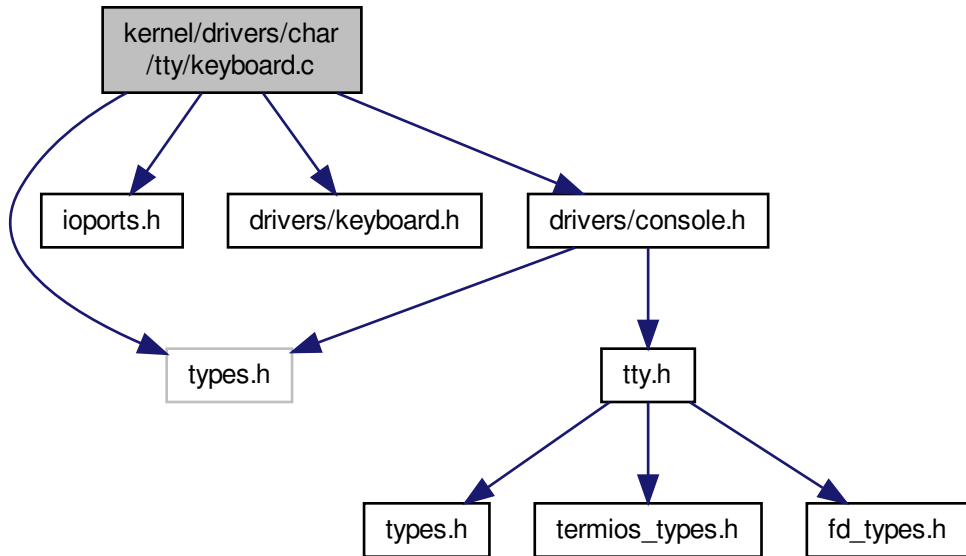 kernel/drivers/char
/tty/keyboard.c
ioports.h
drivers/keyboard.h
drivers/console.h
types.h
tty.h
types.h
termios_types.h
fd_types.h